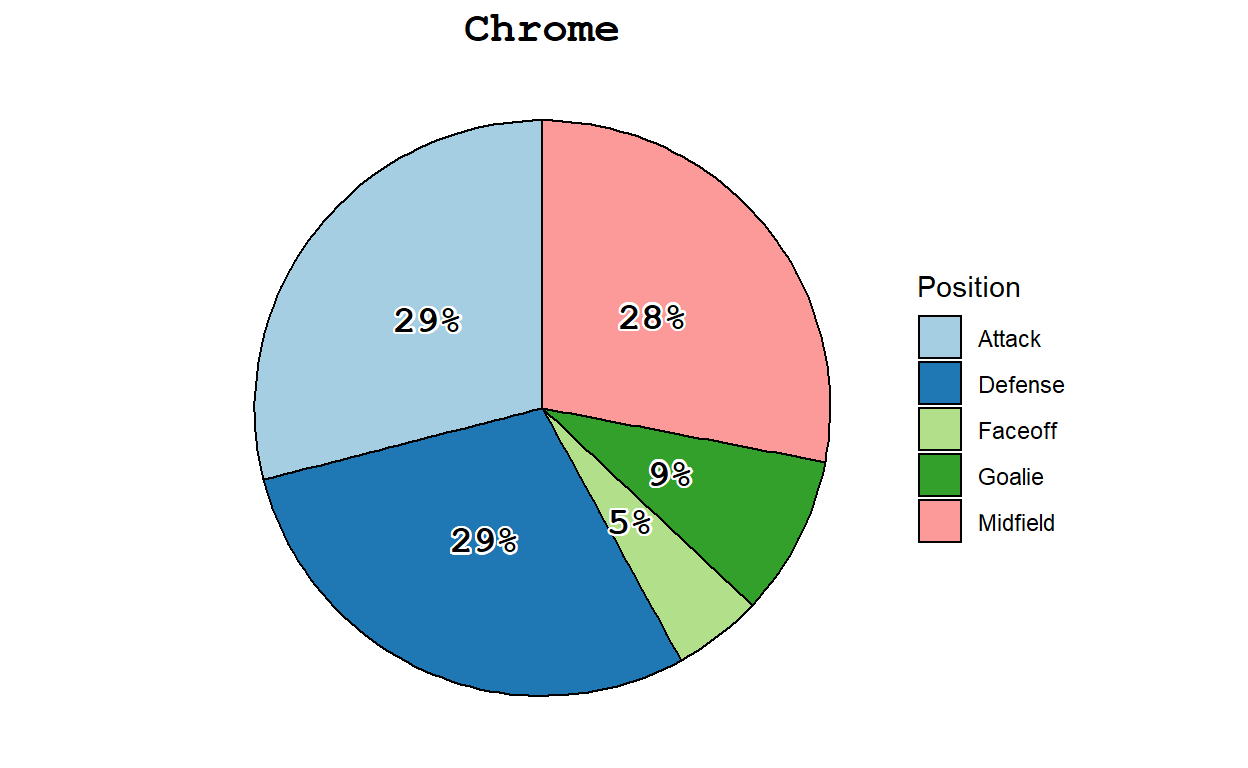 Chrome
29%
28%
9%
5%
29%
Position
Attack
Defense
Faceoff
Goalie
Midfield